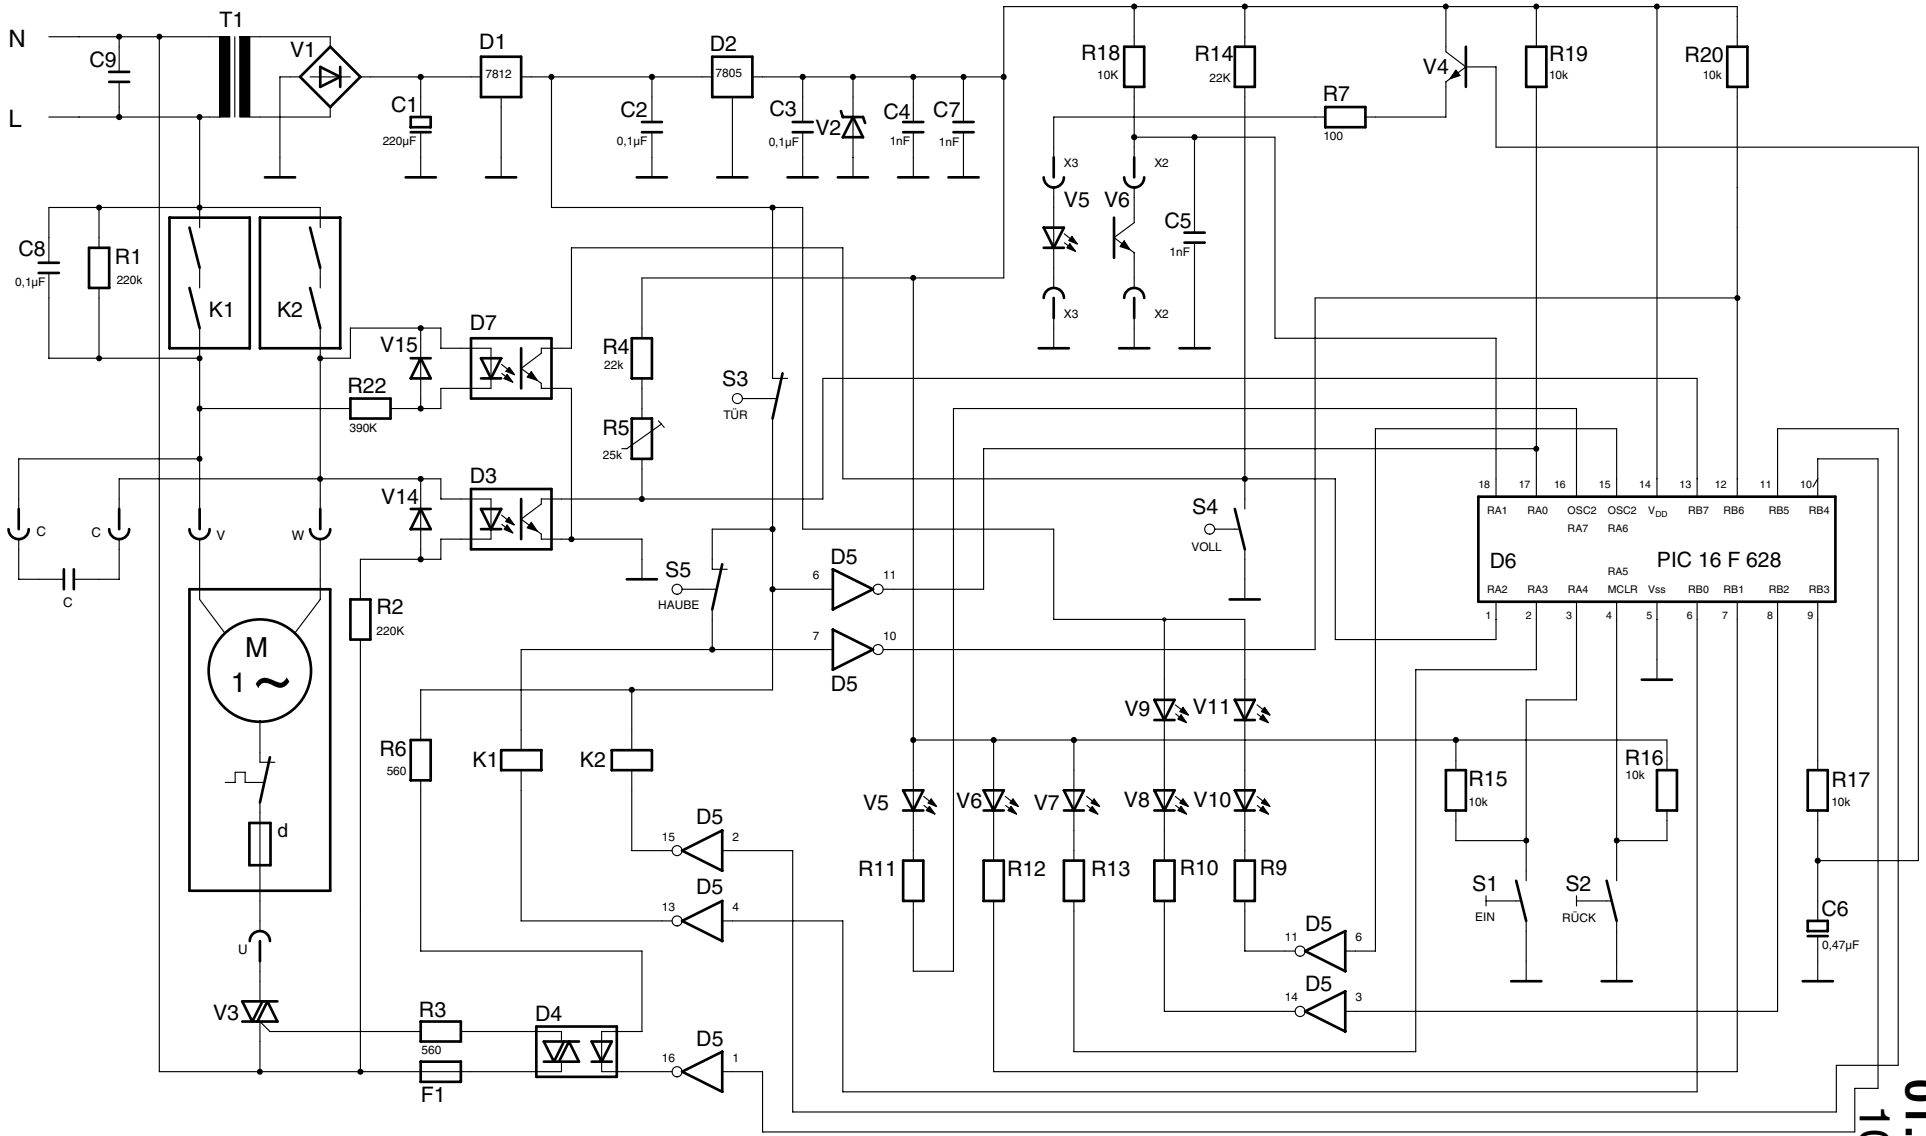 N
L
C9
T1
V1
C1
220µF
D1
7812
C2
0,1µF
D2
7805
C3
0,1µF
V2
C4
1nF
C7
1nF
R18
10K
R14
22K
R7
100
V4
R19
10k
R20
10k
X3
V5
X3
X2
V6
X2
C5
1nF
C8
0,1µF
R1
220k
K1
K2
V15
R22
390K
D7
R4
22k
R5
25k
S3
TÜR
V14
D3
C
C
C
V
W
R2
220K
S5
HAUBE
6
D5
11
7
10
D5
S4
VOLL
18
17
16
15
14
13
12
11
10
RA1
RA0
OSC2
RA7
OSC2
RA6
VDD
RB7
RB6
RB5
RB4
D6
PIC 16 F 628
RA5
RA2
RA3
RA4
MCLR
Vss
RB0
RB1
RB2
RB3
1
2
3
4
5
6
7
8
9
M
1 ~
d
U
V3
R6
560
K1
K2
15
D5
2
13
D5
4
R3
560
F1
D4
16
D5
1
V9
V11
V5
V6
V7
V8
V10
R11
R12
R13
R10
R9
11
D5
6
14
D5
3
R15
10k
R16
10k
S1
EIN
S2
RÜCK
R17
10k
C6
0,47µF